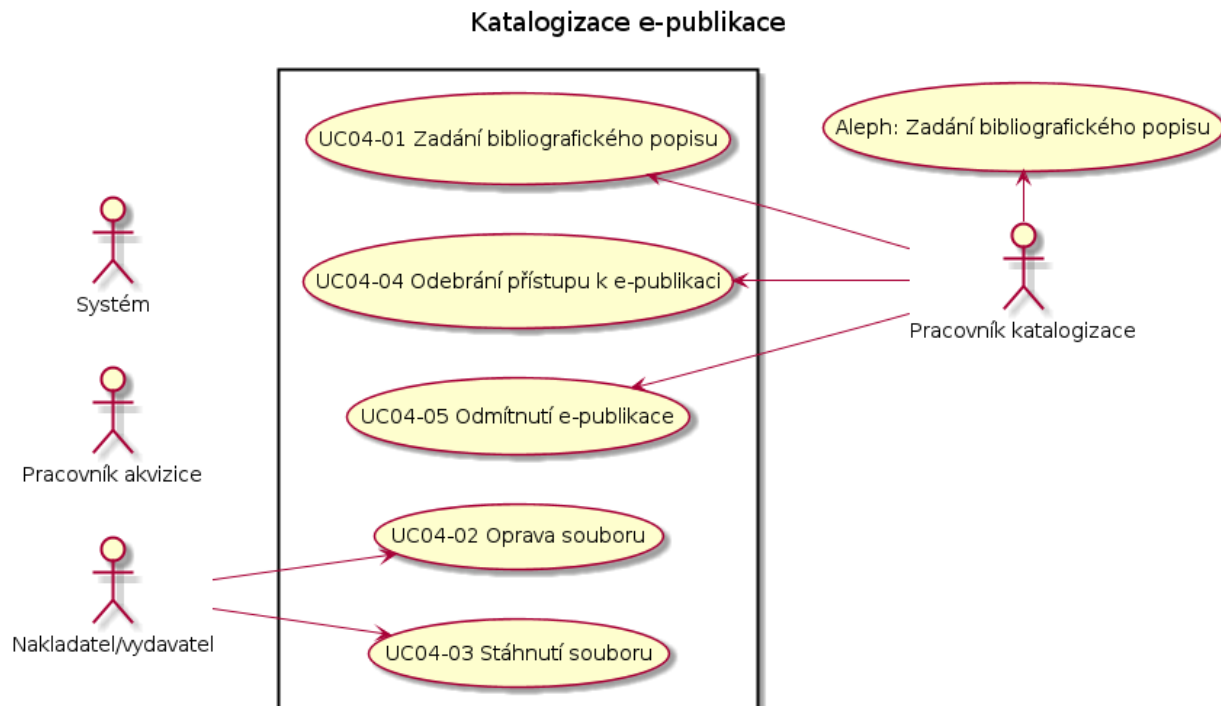 Katalogizace e-publikace
UC04-01 Zadání bibliografického popisu
Aleph: Zadání bibliografického popisu
Systém
UC04-04 Odebrání přístupu k e-publikaci
Pracovník katalogizace
Pracovník akvizice
UC04-05 Odmítnutí e-publikace
UC04-02 Oprava souboru
Nakladatel/vydavatel
UC04-03 Stáhnutí souboru